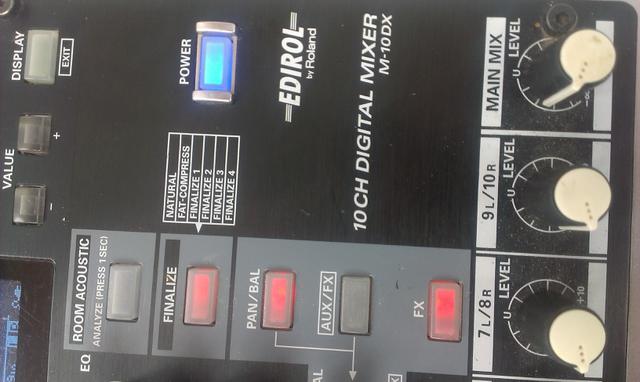 EDIROL
by Roland
10CH DIGITAL MIXER
M-10DX
POWER
DISPLAY
EXIT
VALUE
+
-
NATURAL
FAT-COMPRESS
FINALIZE 1
FINALIZE 2
FINALIZE 3
FINALIZE 4
ROOM ACOUSTIC
ANALYZE (PRESS 1SEC)
EQ
FINALIZE
PAN/BAL
AUX/FX
FX
MAIN MIX
LEVEL
U
9L/10R
LEVEL
U
7L/8R
LEVEL
U
+10